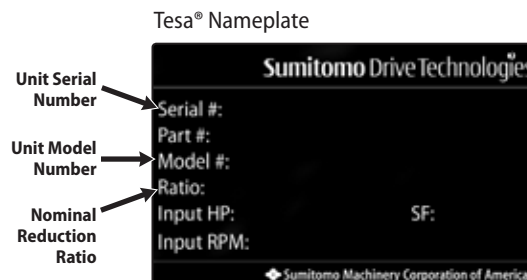 Tesa® Nameplate
Sumitomo Drive Technologies
Unit Serial
Number
Serial #:
Part #:
Unit Model
Number
Model #:
Ratio:
Nominal
Reduction
Ratio
Input HP: SF:
Input RPM:
Sumitomo Machinery Corporation of America